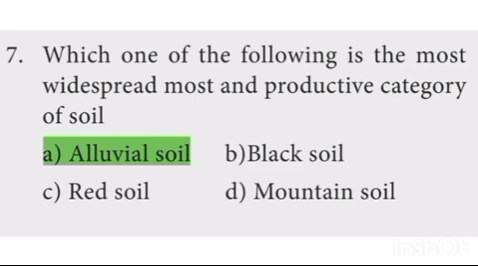 7. Which one of the following is the most
widespread most and productive category
of soil
a) Alluvial soil b)Black soil
c) Red soil d) Mountain soil